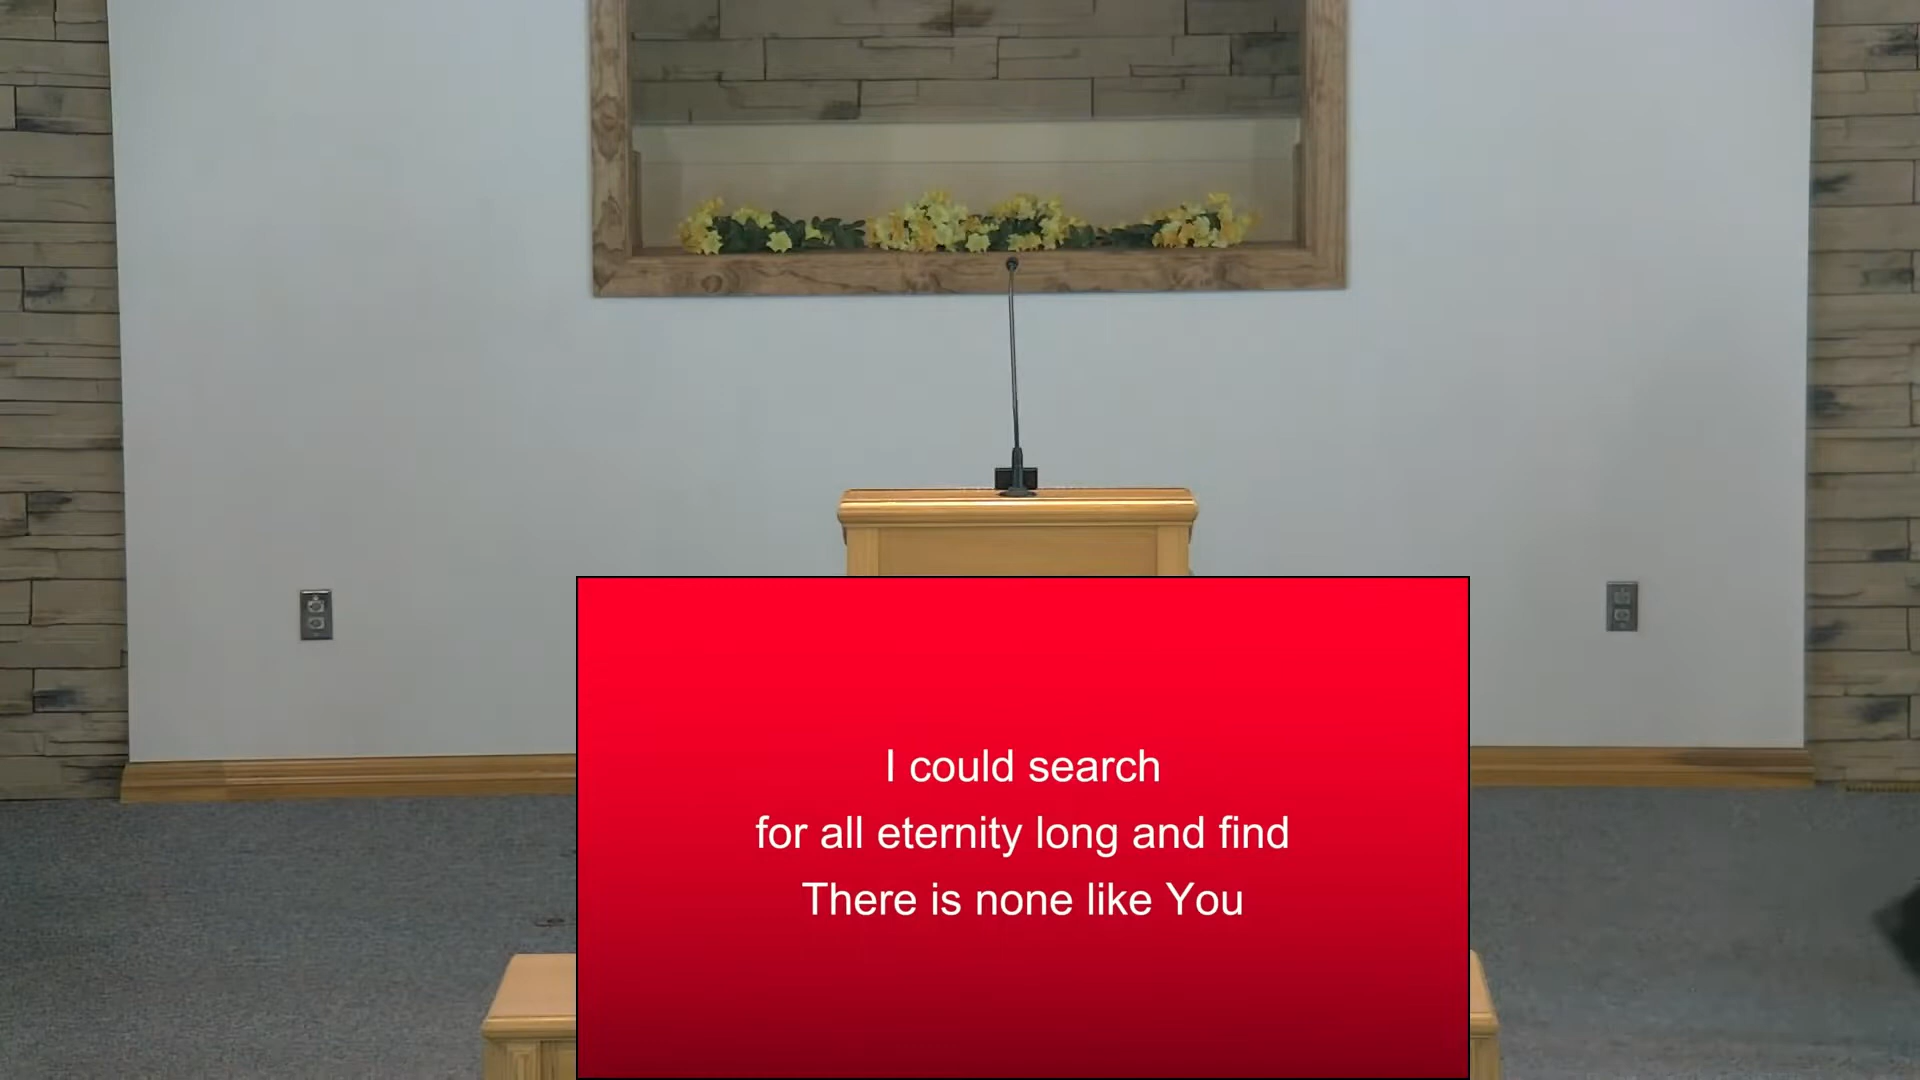 I could search
for all eternity long and find
There is none like You